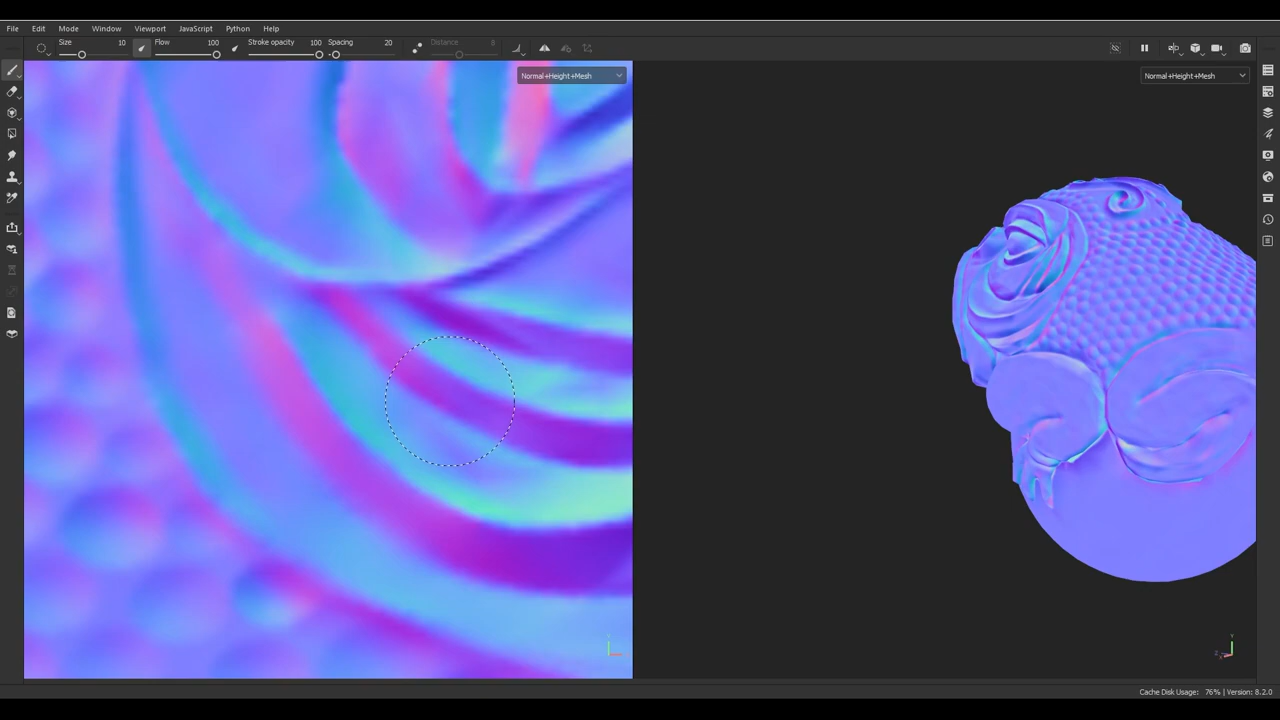 File Edit Mode Window Viewport JavaScript Python Help
Size 10 Flow 100 Stroke opacity 100 Spacing 20 Distance 8
Normal+Height+Mesh Normal+Height+Mesh
Y
Cache Disk Usage: 76% | Version: 8.2.0